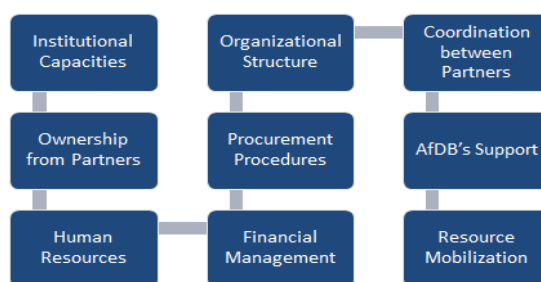 Institutional
Capacities
Ownership
from Partners
Human
Resources
Financial
Management
Procurement
Procedures
Organizational
Structure
Coordination
between
Partners
AfDB's Support
Resource
Mobilization